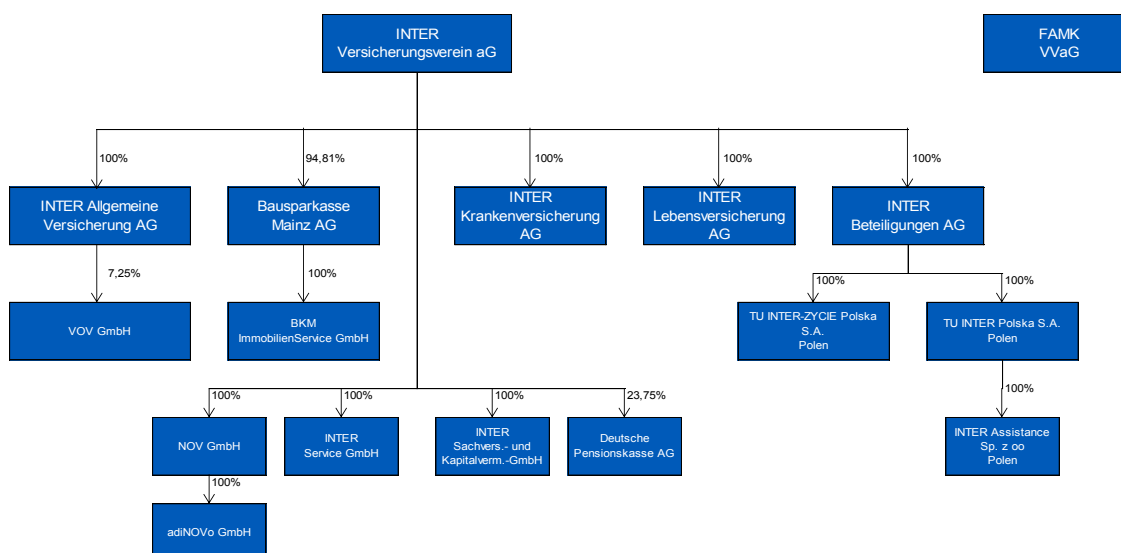 INTER
Versicherungsverein aG
FAMK
VVaG
100%
94,81%
100%
100%
100%
INTER Allgemeine
Versicherung AG
Bausparkasse
Mainz AG
INTER
Krankenversicherung
AG
INTER
Lebensversicherung
AG
INTER
Beteiligungen AG
7,25%
100%
100%
100%
VOV GmbH
BKM
ImmobilienService GmbH
TU INTER-ZYCIE Polska
S.A.
Polen
TU INTER Polska S.A.
Polen
100%
100%
100%
23,75%
100%
NOV GmbH
INTER
Service GmbH
INTER
Sachvers.- und
Kapitalverm.-GmbH
Deutsche
Pensionskasse AG
INTER Assistance
Sp. z oo
Polen
100%
adiNOVo GmbH